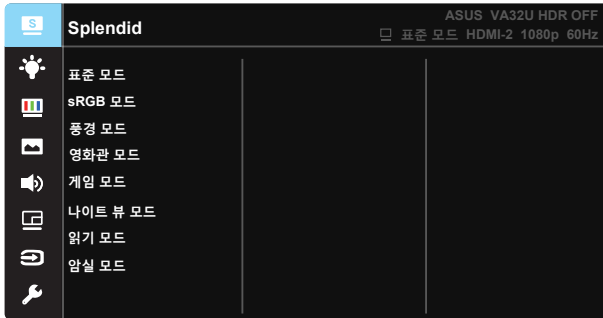 S
Splendid
ASUS VA32U HDR OFF
표준 모드 HDMI-2 1080p 60Hz
표준 모드
sRGB 모드
풍경 모드
영화관 모드
게임 모드
나이트 뷰 모드
읽기 모드
암실 모드